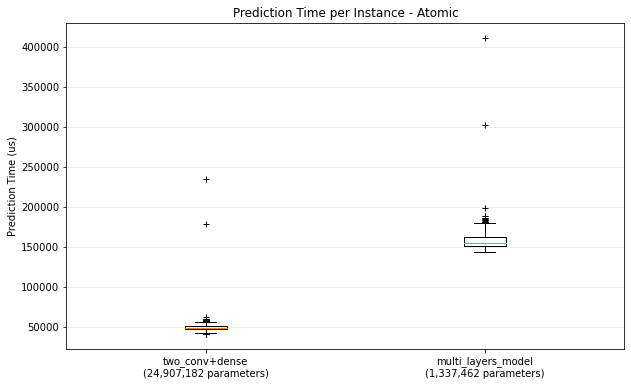 Prediction Time per Instance - Atomic
Prediction Time (us)
400000
350000
300000
250000
200000
150000
100000
50000
two_conv+dense
(24,907,182 parameters)
multi_layers_model
(1,337,462 parameters)